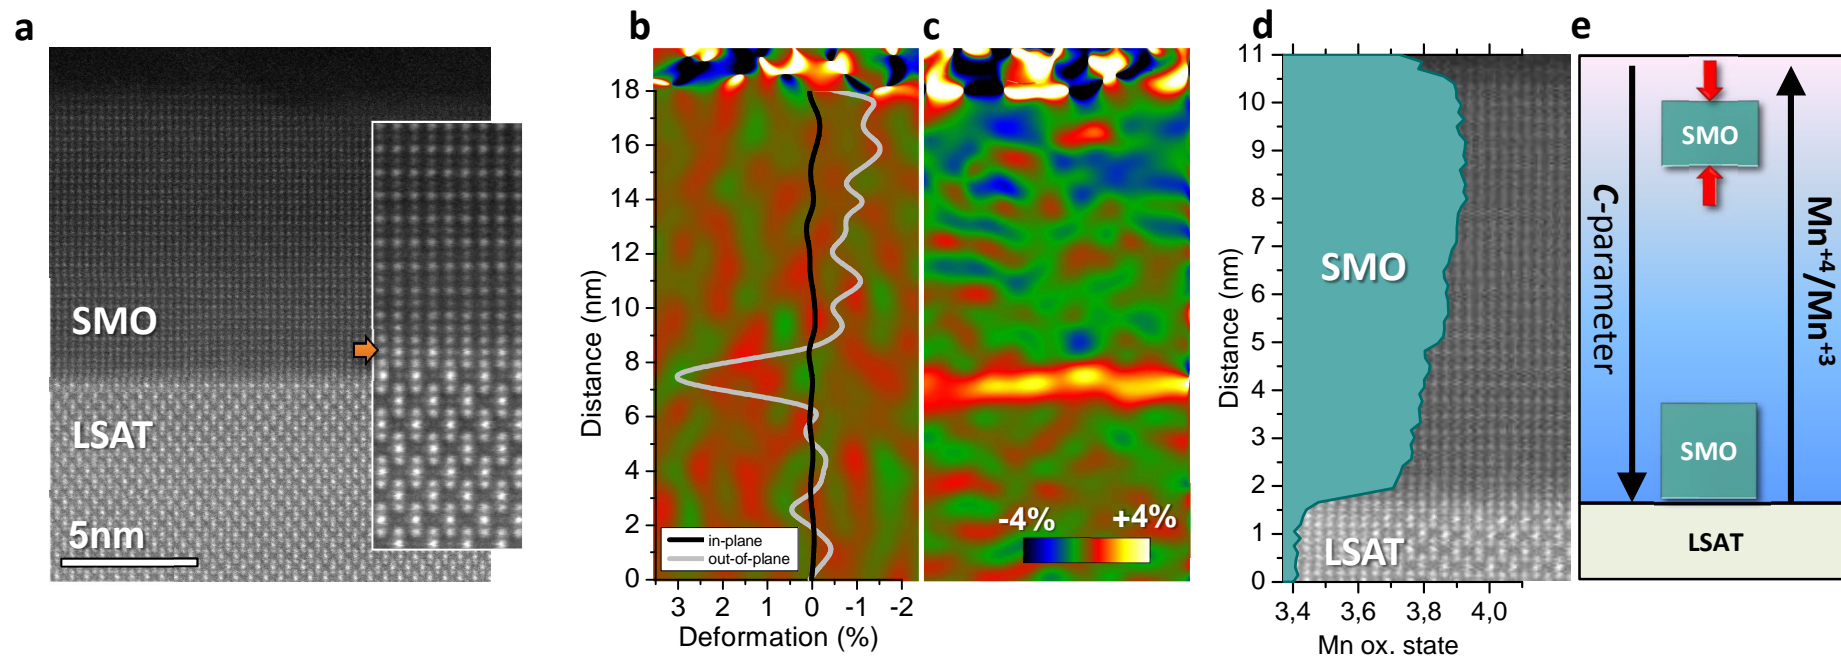 a
SMO
LSAT
5nm
b
18
16
14
12
10
8
6
4
2
0
Distance (nm)
in-plane
out-of-plane
3 2 1 0 -1 -2
Deformation (%)
c
-4% +4%
d
11
10
9
8
7
6
5
4
3
2
1
0
Distance (nm)
SMO
LSAT
3,4 3,6 3,8 4,0
Mn ox. state
e
SMO
C-parameter
Mn+4/Mn+3
SMO
LSAT